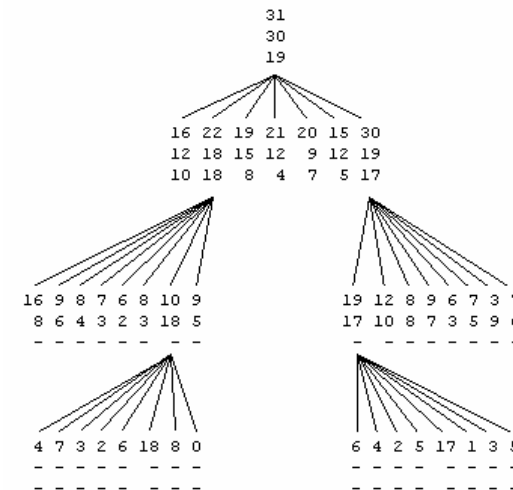 31
30
19
16 22 19 21 20 15 30
12 18 15 12 9 12 19
10 18 8 4 7 5 17
16 9 8 7 6 8 10 9
19 12 8 9 6 7 3
8 6 4 3 2 3 18 5
17 10 8 7 3 5 9
- - - - - - - -
- - - - - - - -
4 7 3 2 6 18 8 0
6 4 2 5 17 1 3 5
- - - - - - - -
- - - - - - - -
- - - - - - - -
- - - - - - - -